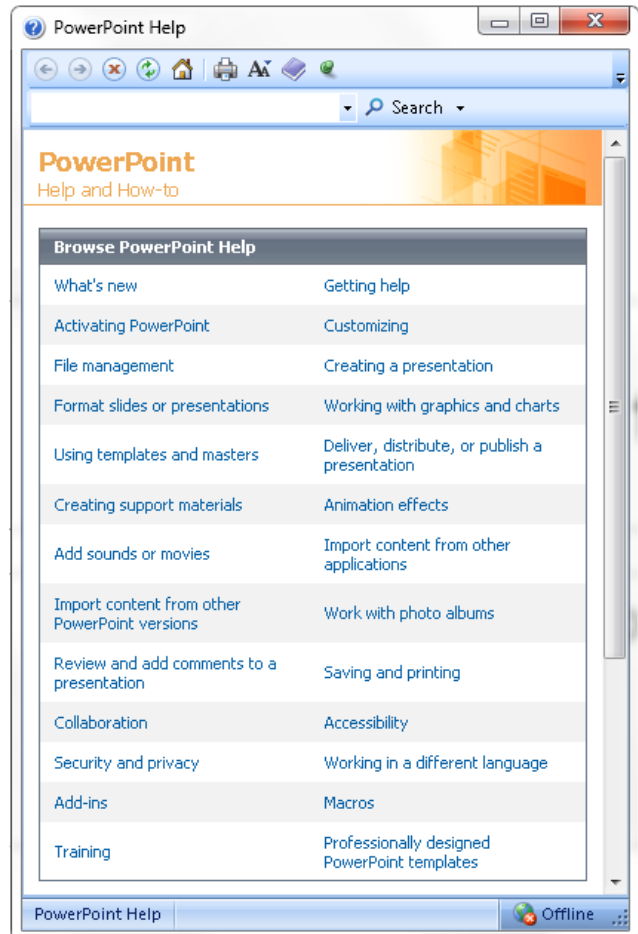 PowerPoint Help
Search
PowerPoint
Help and How-to
Browse PowerPoint Help
What's new
Getting help
Activating PowerPoint
Customizing
File management
Creating a presentation
Format slides or presentations
Working with graphics and charts
Using templates and masters
Deliver, distribute, or publish a
presentation
Creating support materials
Animation effects
Add sounds or movies
Import content from other
applications
Import content from other
PowerPoint versions
Work with photo albums
Review and add comments to a
presentation
Saving and printing
Collaboration
Accessibility
Security and privacy
Working in a different language
Add-ins
Macros
Training
Professionally designed
PowerPoint templates
PowerPoint Help
Offline